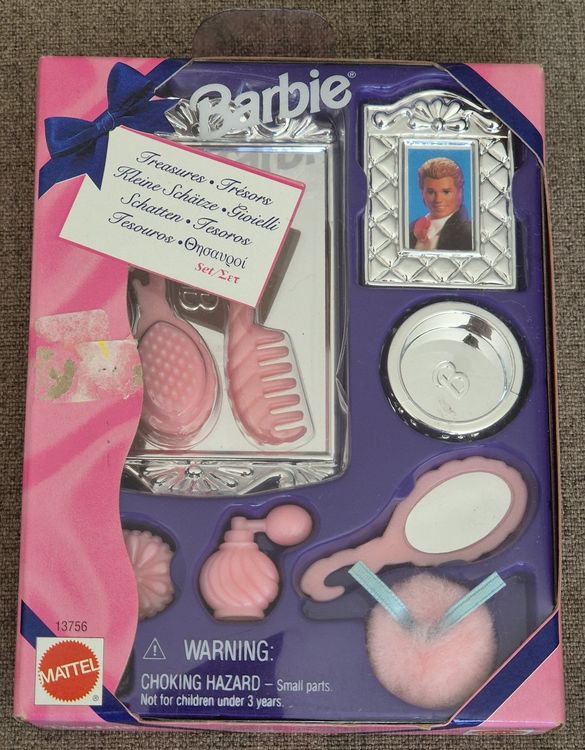 Barbie®
Treasures • Trésors
Kleine Schätze • Gioielli
Schatten • Tesoros
Tesouros • Θησαυροί
Set/Σετ
B
13756
MATTEL
⚠ WARNING:
CHOKING HAZARD – Small parts.
Not for children under 3 years.